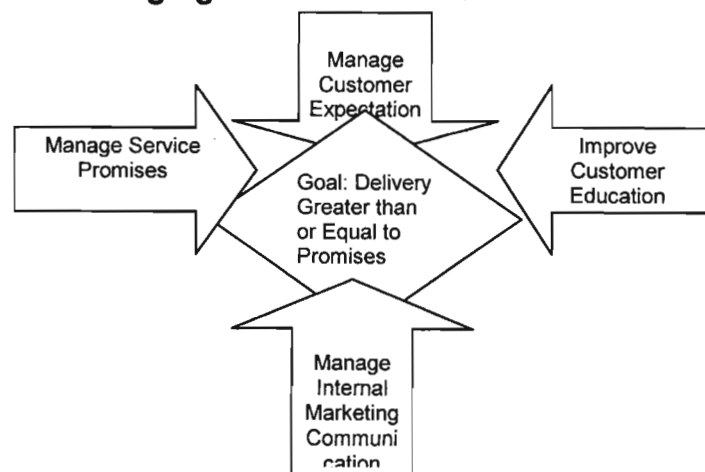 Manage
Customer
Expectation
Manage Service
Promises
Improve
Customer
Education
Goal: Delivery
Greater than
or Equal to
Promises
Manage
Internal
Marketing
Communi
cation